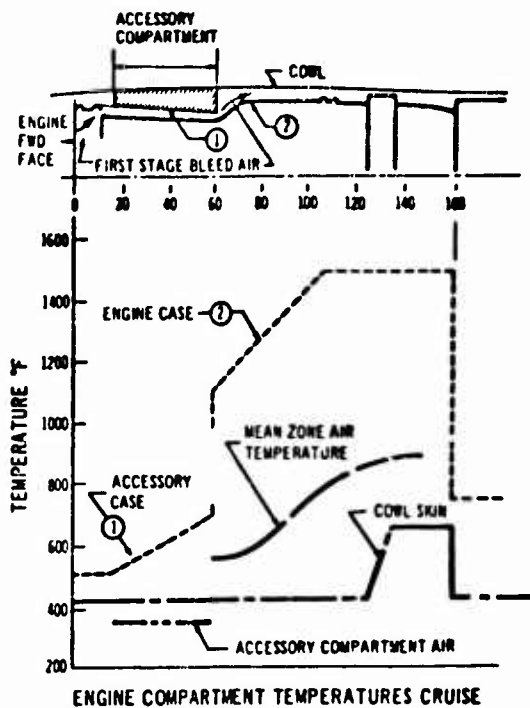 ACCESSORY
COMPARTMENT
COWL
ENGINE
FWD
FACE
1
2
FIRST STAGE BLEED AIR
0 20 40 60 80 100 120 140 160
1600
1400
1200
1000
800
600
400
200
TEMPERATURE °F
ENGINE CASE 2
MEAN ZONE AIR
TEMPERATURE
ACCESSORY
CASE
1
COWL SKIN
ACCESSORY COMPARTMENT AIR
ENGINE COMPARTMENT TEMPERATURES CRUISE